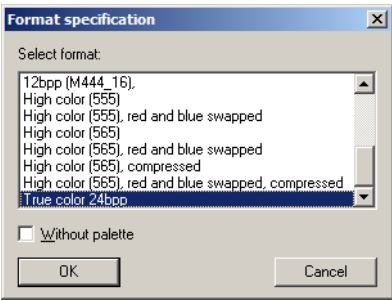 Format specification
Select format:
12bpp (M444_16),
High color (555)
High color (555), red and blue swapped
High color (565)
High color (565), red and blue swapped
High color (565), compressed
High color (565), red and blue swapped, compressed
True color 24bpp
Without palette
OK
Cancel